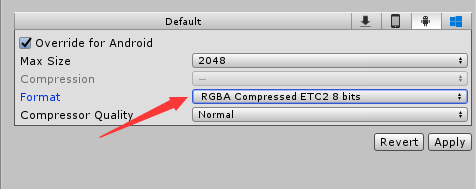 Default
Override for Android
Max Size 2048
Compression —
Format RGBA Compressed ETC2 8 bits
Compressor Quality Normal
Revert Apply